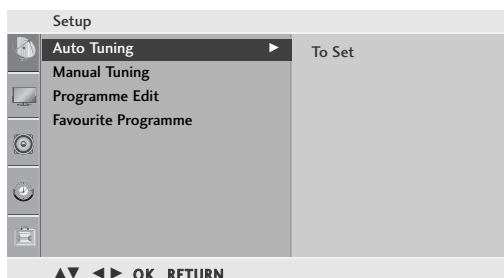 Setup
Auto Tuning ► To Set
Manual Tuning
Programme Edit
Favourite Programme
▲▼ ◄► OK RETURN